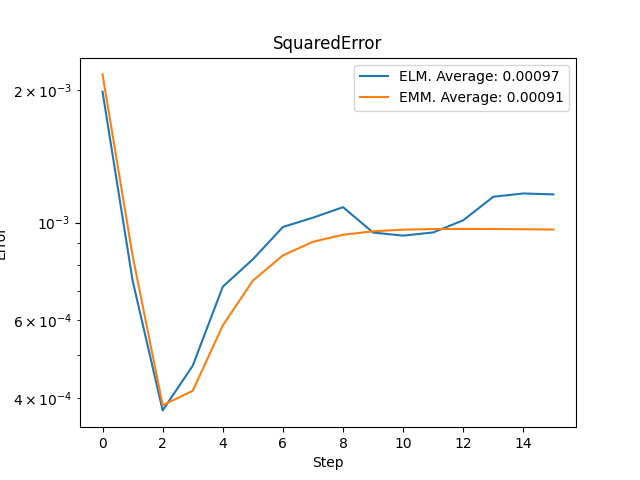 SquaredError
ELM. Average: 0.00097
EMM. Average: 0.00091
2 × 10⁻³
10⁻³
6 × 10⁻⁴
4 × 10⁻⁴
Error
0 2 4 6 8 10 12 14
Step